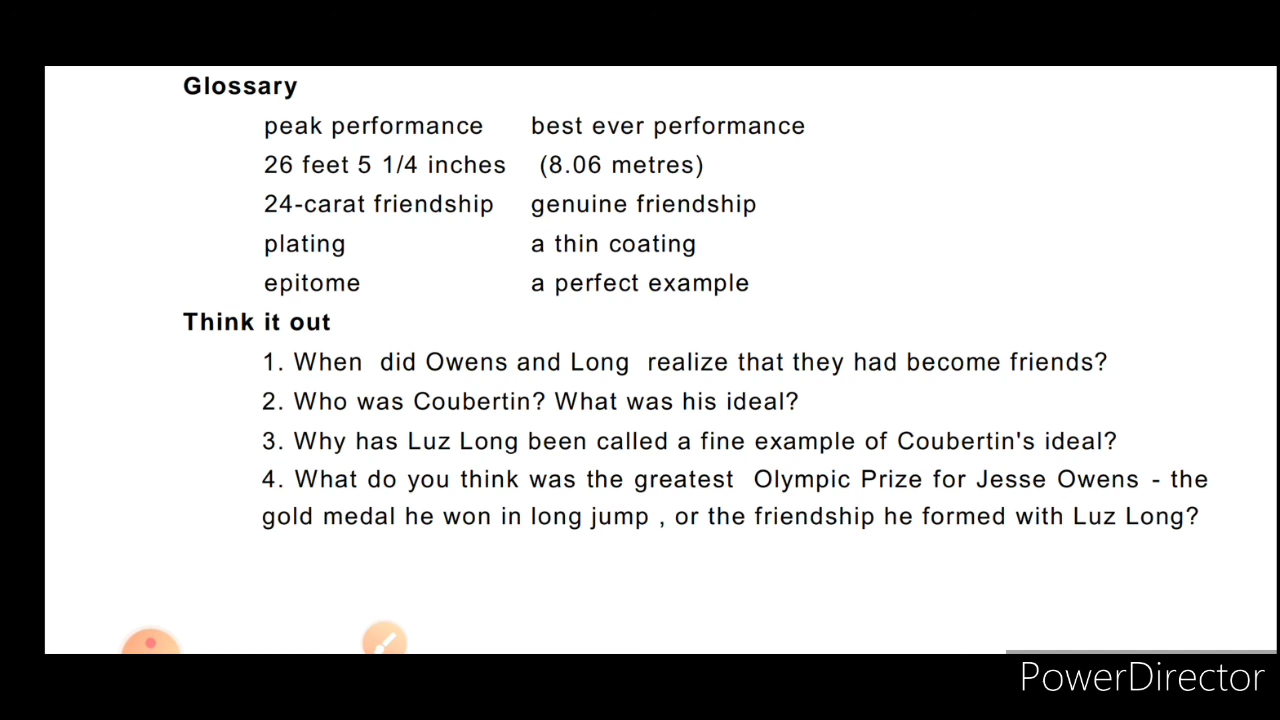 Glossary
peak performance best ever performance
26 feet 5 1/4 inches (8.06 metres)
24-carat friendship genuine friendship
plating a thin coating
epitome a perfect example
Think it out
1. When did Owens and Long realize that they had become friends?
2. Who was Coubertin? What was his ideal?
3. Why has Luz Long been called a fine example of Coubertin's ideal?
4. What do you think was the greatest Olympic Prize for Jesse Owens - the
gold medal he won in long jump , or the friendship he formed with Luz Long?
PowerDirector